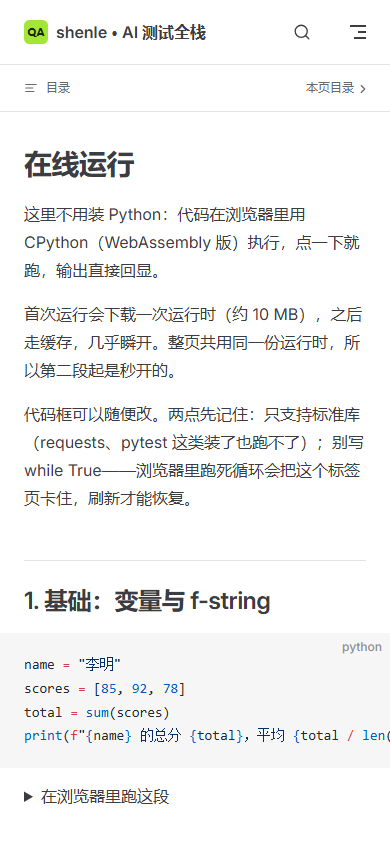 QA shenle • AI 测试全栈
目录 本页目录
在线运行
这里不用装 Python：代码在浏览器里用
CPython（WebAssembly 版）执行，点一下就
跑，输出直接回显。
首次运行会下载一次运行时（约 10 MB），之后
走缓存，几乎瞬开。整页共用同一份运行时，所
以第二段起是秒开的。
代码框可以随便改。两点先记住：只支持标准库
（requests、pytest 这类装了也跑不了）；别写
while True——浏览器里跑死循环会把这个标签
页卡住，刷新才能恢复。
1. 基础：变量与 f-string
python
name = "李明"
scores = [85, 92, 78]
total = sum(scores)
print(f"{name} 的总分 {total}，平均 {total / len(
在浏览器里跑这段